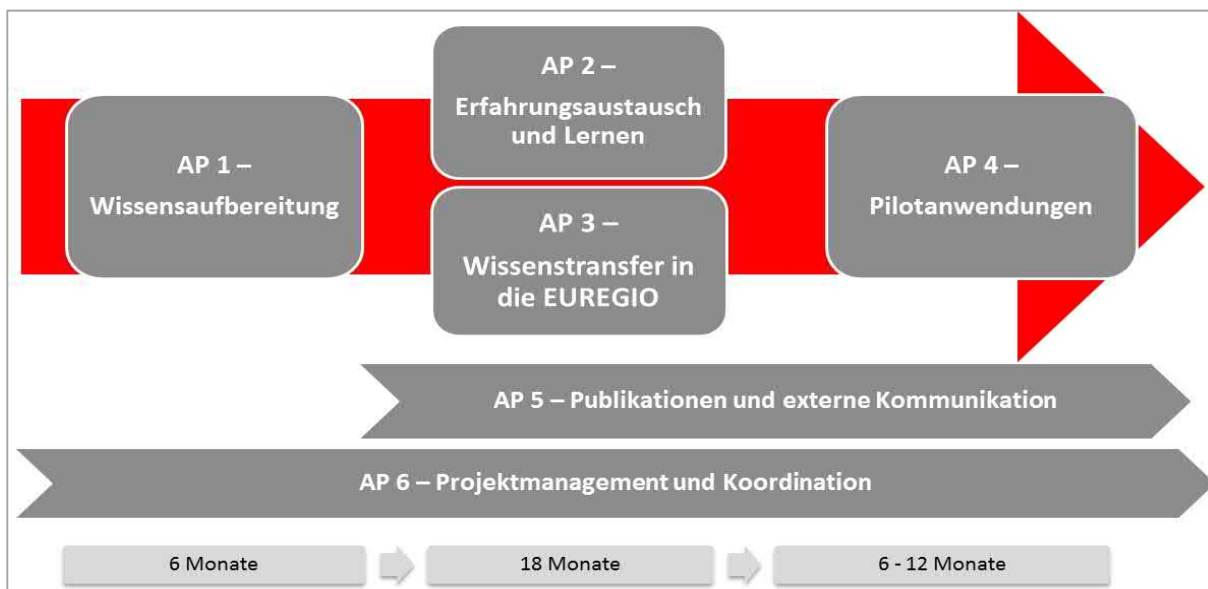 AP 1 –
Wissensaufbereitung
AP 2 –
Erfahrungsaustausch
und Lernen
AP 3 –
Wissenstransfer in
die EUREGIO
AP 4 –
Pilotanwendungen
AP 5 – Publikationen und externe Kommunikation
AP 6 – Projektmanagement und Koordination
6 Monate
18 Monate
6 - 12 Monate